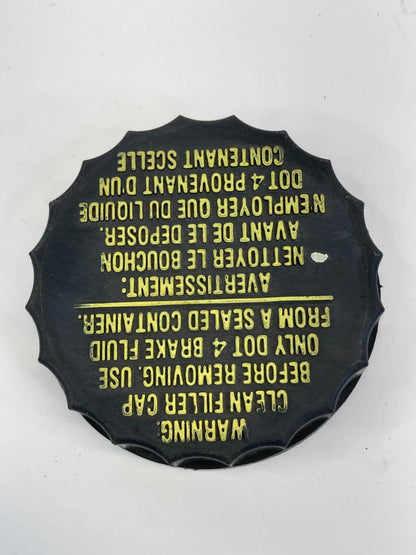 WARNING:
CLEAN FILLER CAP
BEFORE REMOVING. USE
ONLY DOT 4 BRAKE FLUID
FROM A SEALED CONTAINER.
AVERTISSEMENT:
NETTOYER LE BOUCHON
AVANT DE LE DEPOSER.
N'EMPLOYER QUE DU LIQUIDE
DOT 4 PROVENANT D'UN
CONTENANT SCELLE